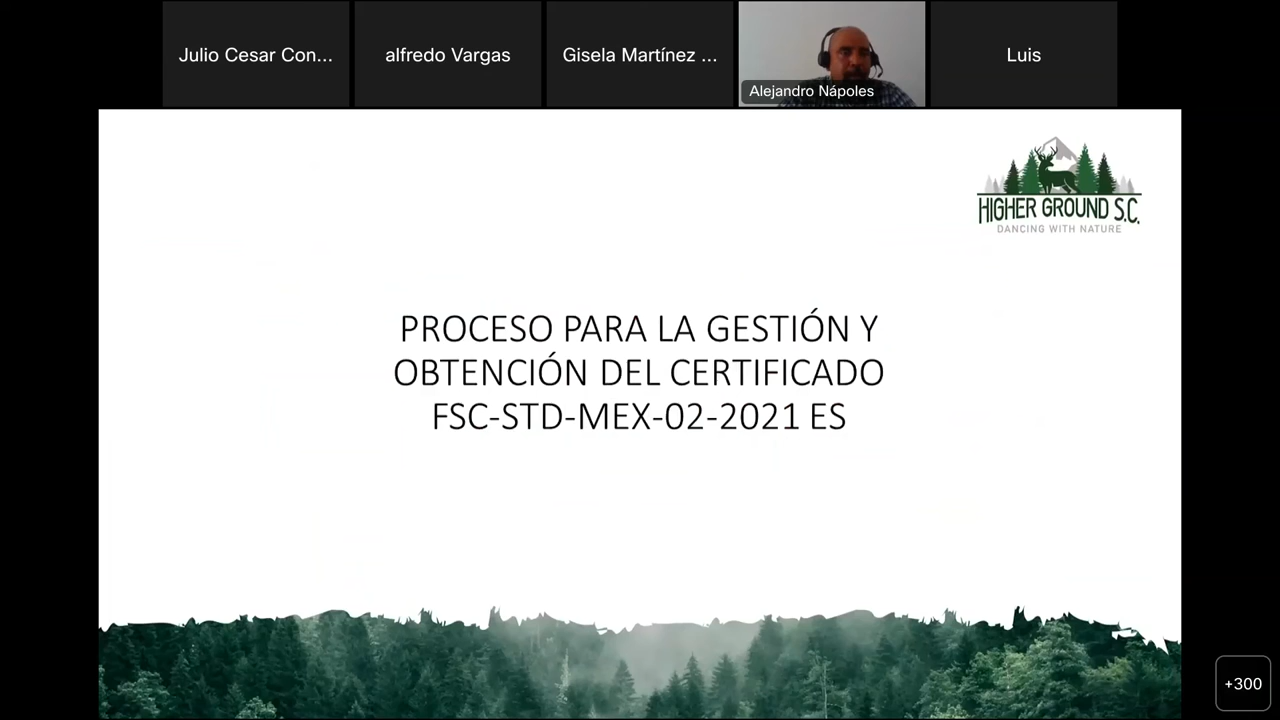 Julio Cesar Con...
alfredo Vargas
Gisela Martínez ...
Alejandro Nápoles
Luis
HIGHER GROUND S.C.
DANCING WITH NATURE
PROCESO PARA LA GESTIÓN Y
OBTENCIÓN DEL CERTIFICADO
FSC-STD-MEX-02-2021 ES
+300